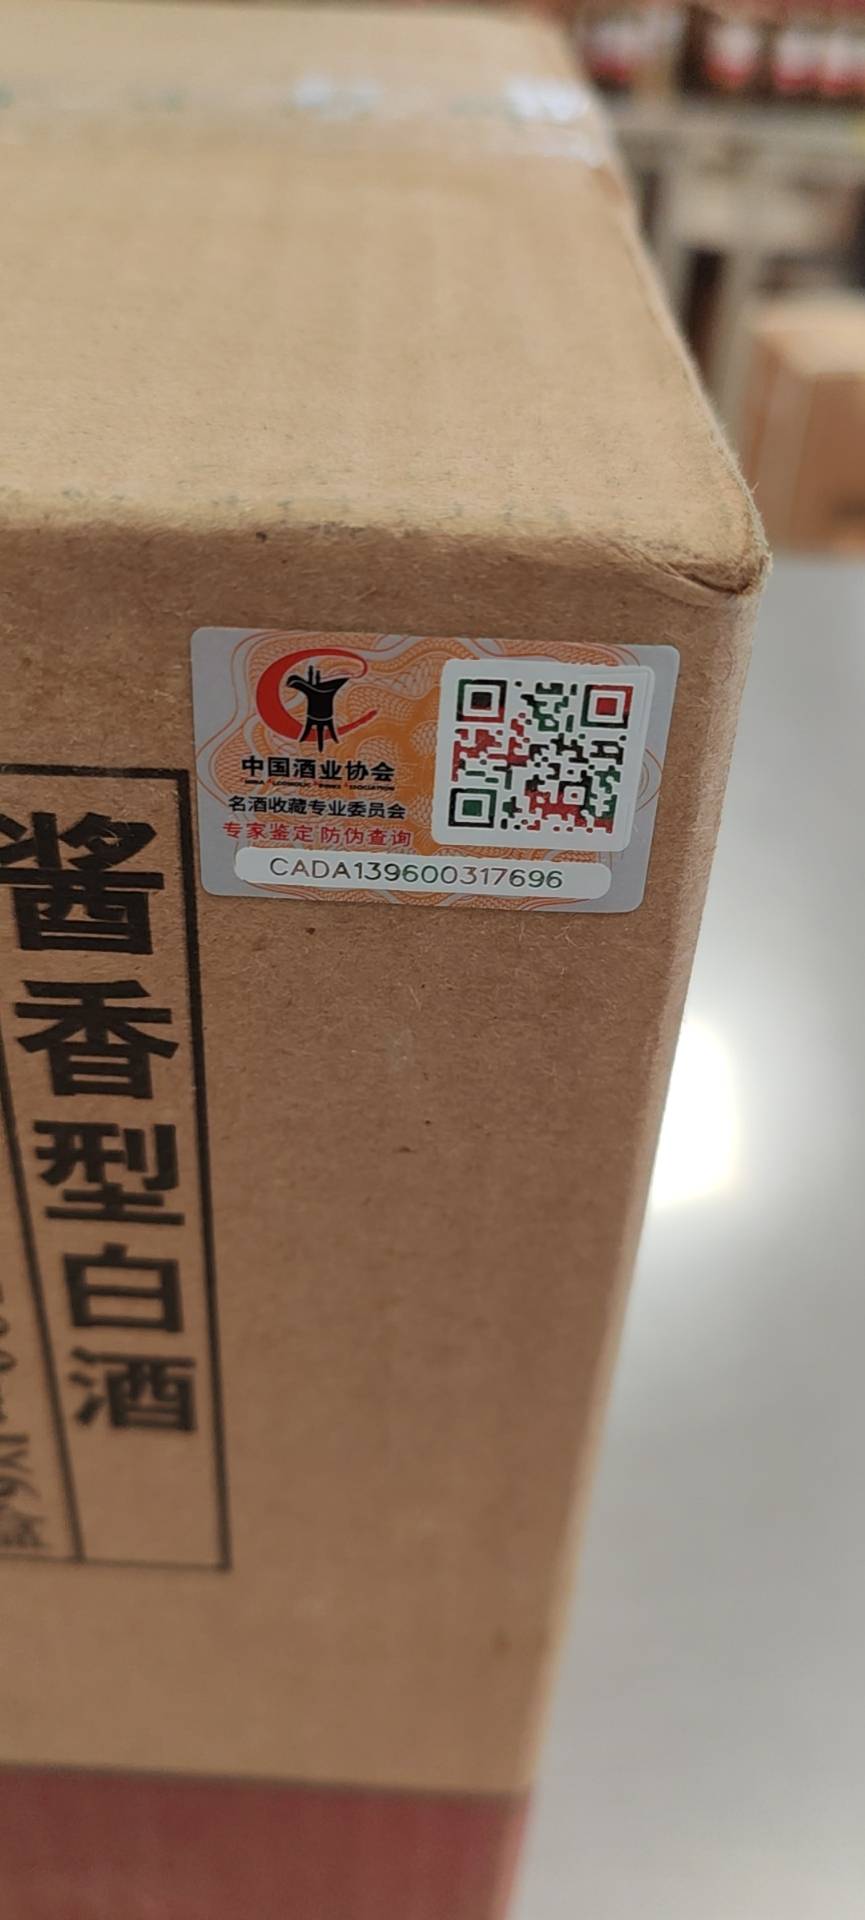 中国酒业协会
名酒收藏专业委员会
专家鉴定 防伪查询
CADA139600317696
酱香型白酒